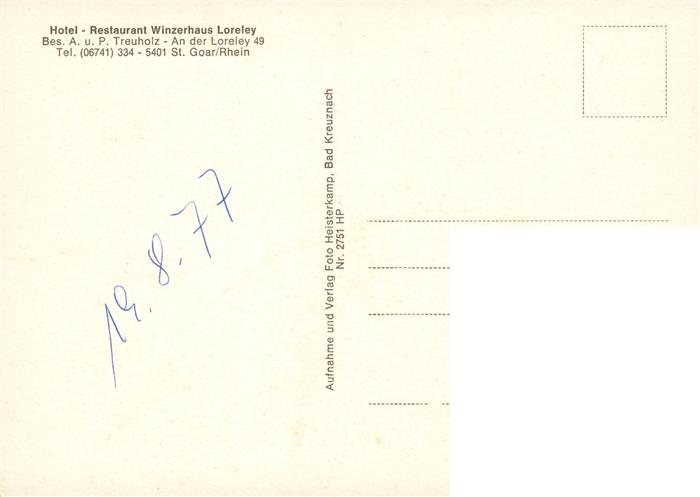 Hotel - Restaurant Winzerhaus Loreley
Bes. A. u. P. Treuholz - An der Loreley 49
Tel. (06741) 334 - 5401 St. Goar/Rhein
19.8.77
Aufnahme und Verlag Foto Heisterkamp, Bad Kreuznach
Nr. 2751 HP